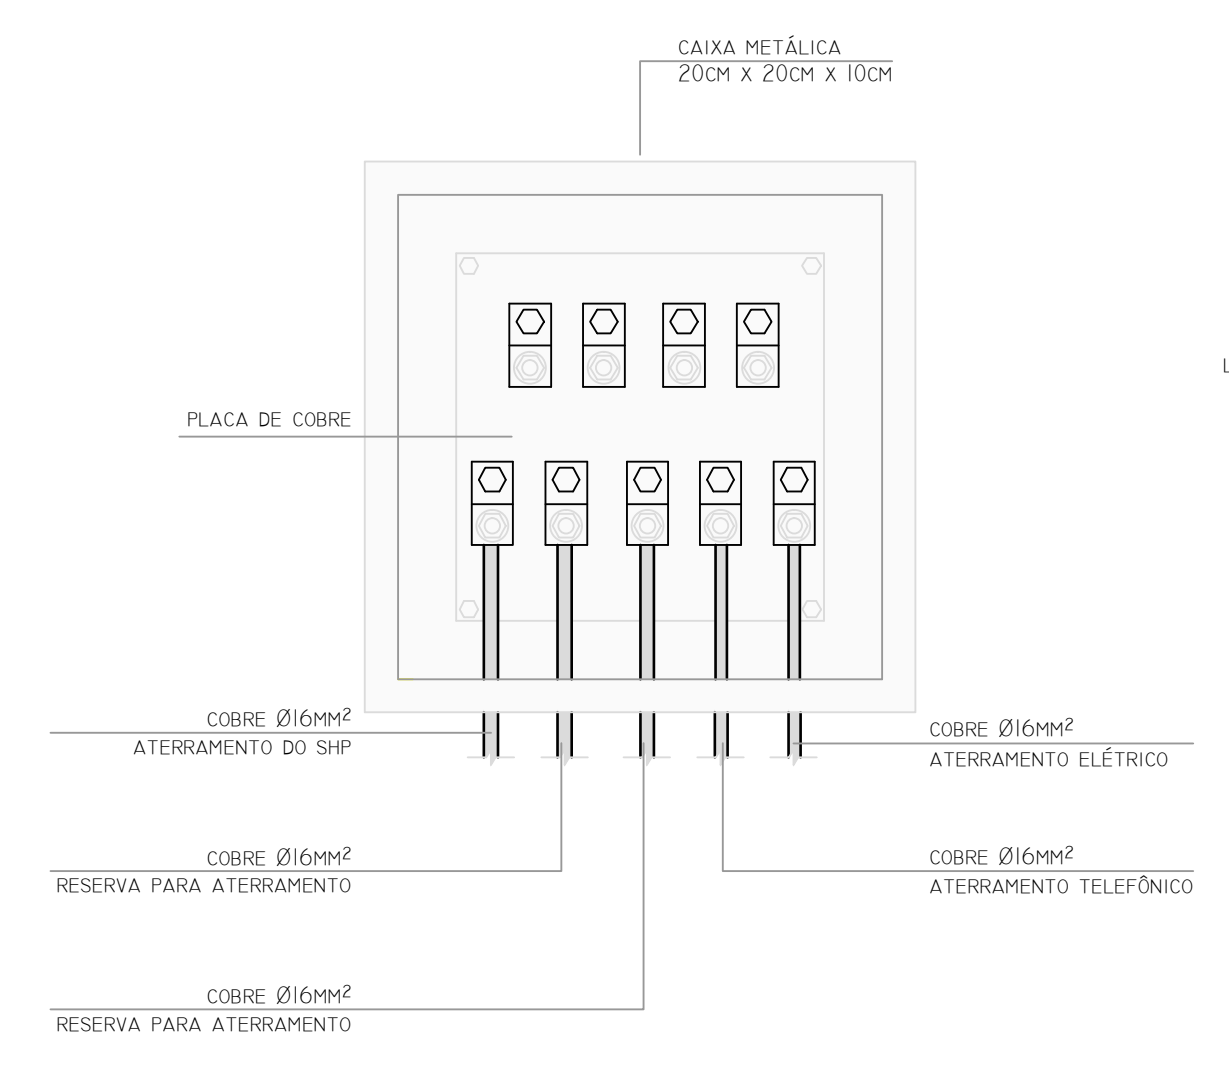 CAIXA METÁLICA
20CM X 20CM X 10CM
PLACA DE COBRE
COBRE Ø16MM²
ATERRAMENTO DO SHP
COBRE Ø16MM²
ATERRAMENTO ELÉTRICO
COBRE Ø16MM²
RESERVA PARA ATERRAMENTO
COBRE Ø16MM²
ATERRAMENTO TELEFÔNICO
COBRE Ø16MM²
RESERVA PARA ATERRAMENTO